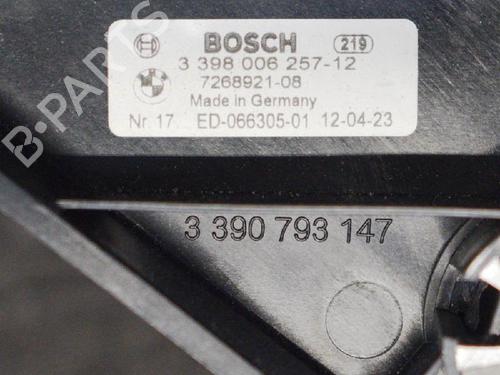 BOSCH 219
3 398 006 257-12
7268921-08
Made in Germany
Nr 17 ED-066305-01 12-04-23
3 390 793 147
B-PARTS